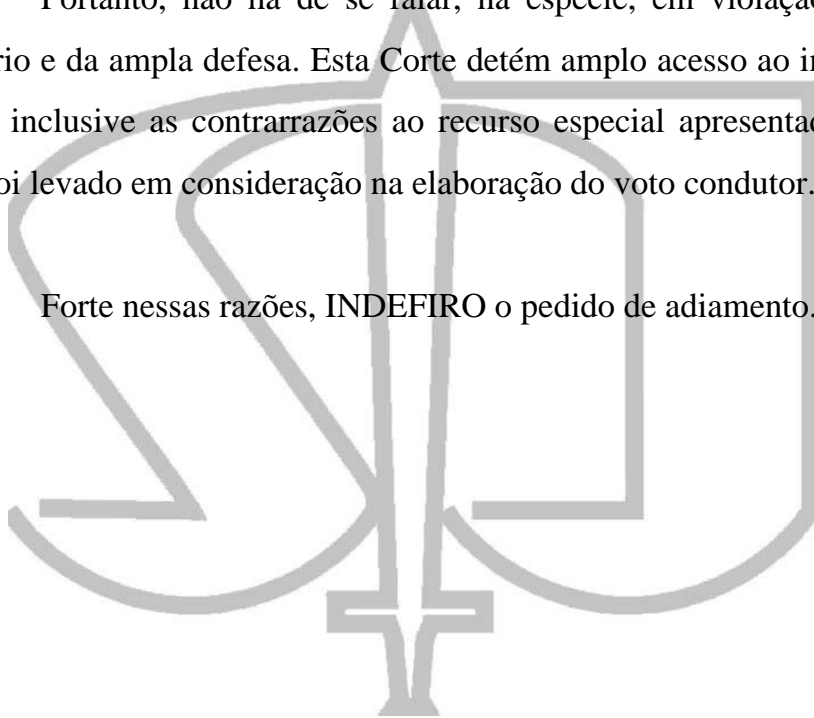 Portanto, não há de se falar, na espécie, em violação
rio e da ampla defesa. Esta Corte detém amplo acesso ao in
inclusive as contrarrazões ao recurso especial apresentad
oi levado em consideração na elaboração do voto condutor.
Forte nessas razões, INDEFIRO o pedido de adiamento.